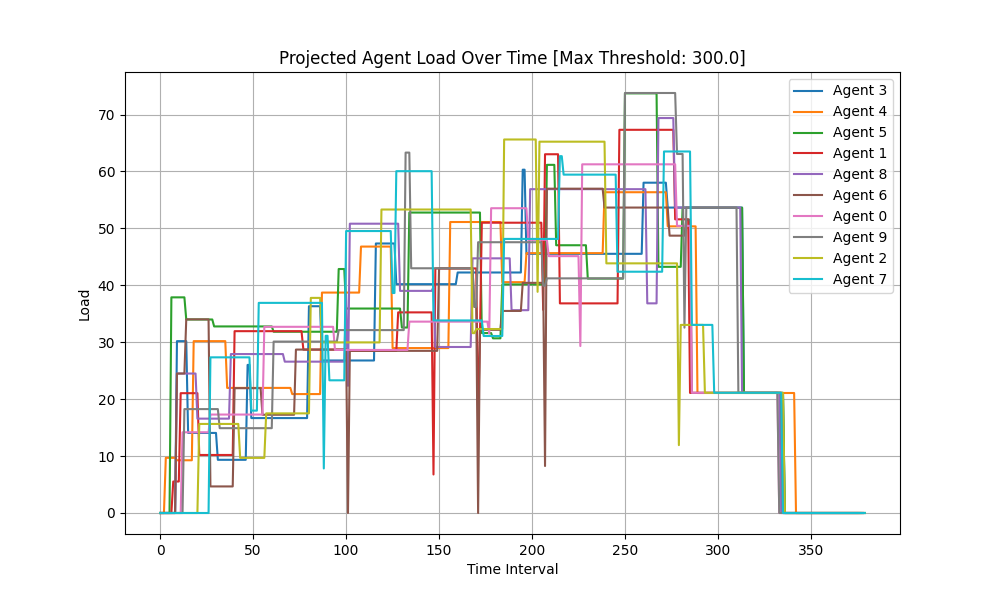 Projected Agent Load Over Time [Max Threshold: 300.0]
Load
70
60
50
40
30
20
10
0
0 50 100 150 200 250 300 350
Time Interval
Agent 3
Agent 4
Agent 5
Agent 1
Agent 8
Agent 6
Agent 0
Agent 9
Agent 2
Agent 7